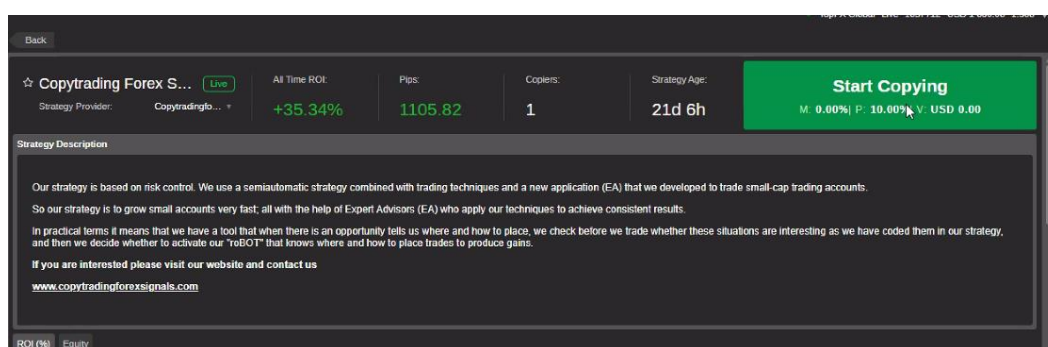 Back
☆ Copytrading Forex S... Live
Strategy Provider: Copytradingfo...
All Time ROI:
+35.34%
Pips:
1105.82
Copiers:
1
Strategy Age:
21d 6h
Start Copying
M: 0.00%| P: 10.00% V: USD 0.00
Strategy Description
Our strategy is based on risk control. We use a semiautomatic strategy combined with trading techniques and a new application (EA) that we developed to trade small-cap trading accounts.
So our strategy is to grow small accounts very fast; all with the help of Expert Advisors (EA) who apply our techniques to achieve consistent results.
In practical terms it means that we have a tool that when there is an opportunity tells us where and how to place, we check before we trade whether these situations are interesting as we have coded them in our strategy,
and then we decide whether to activate our "roBOT" that knows where and how to place trades to produce gains.
If you are interested please visit our website and contact us
www.copytradingforexsignals.com
ROI (%) Equity